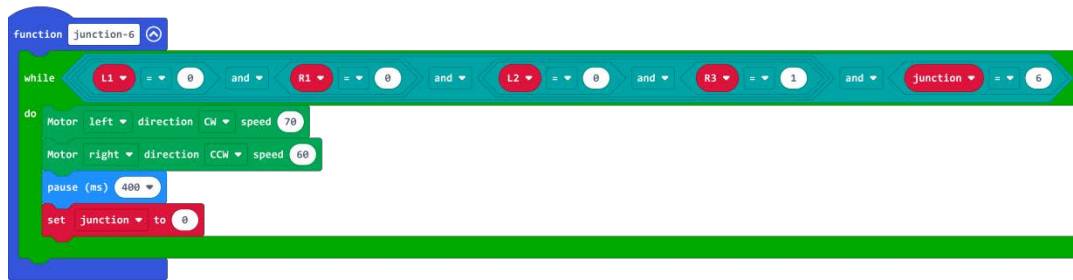 function junction-6
while L1 = 0 and R1 = 0 and L2 = 0 and R3 = 1 and junction = 6
do
Motor left direction CW speed 70
Motor right direction CCW speed 60
pause (ms) 400
set junction to 0